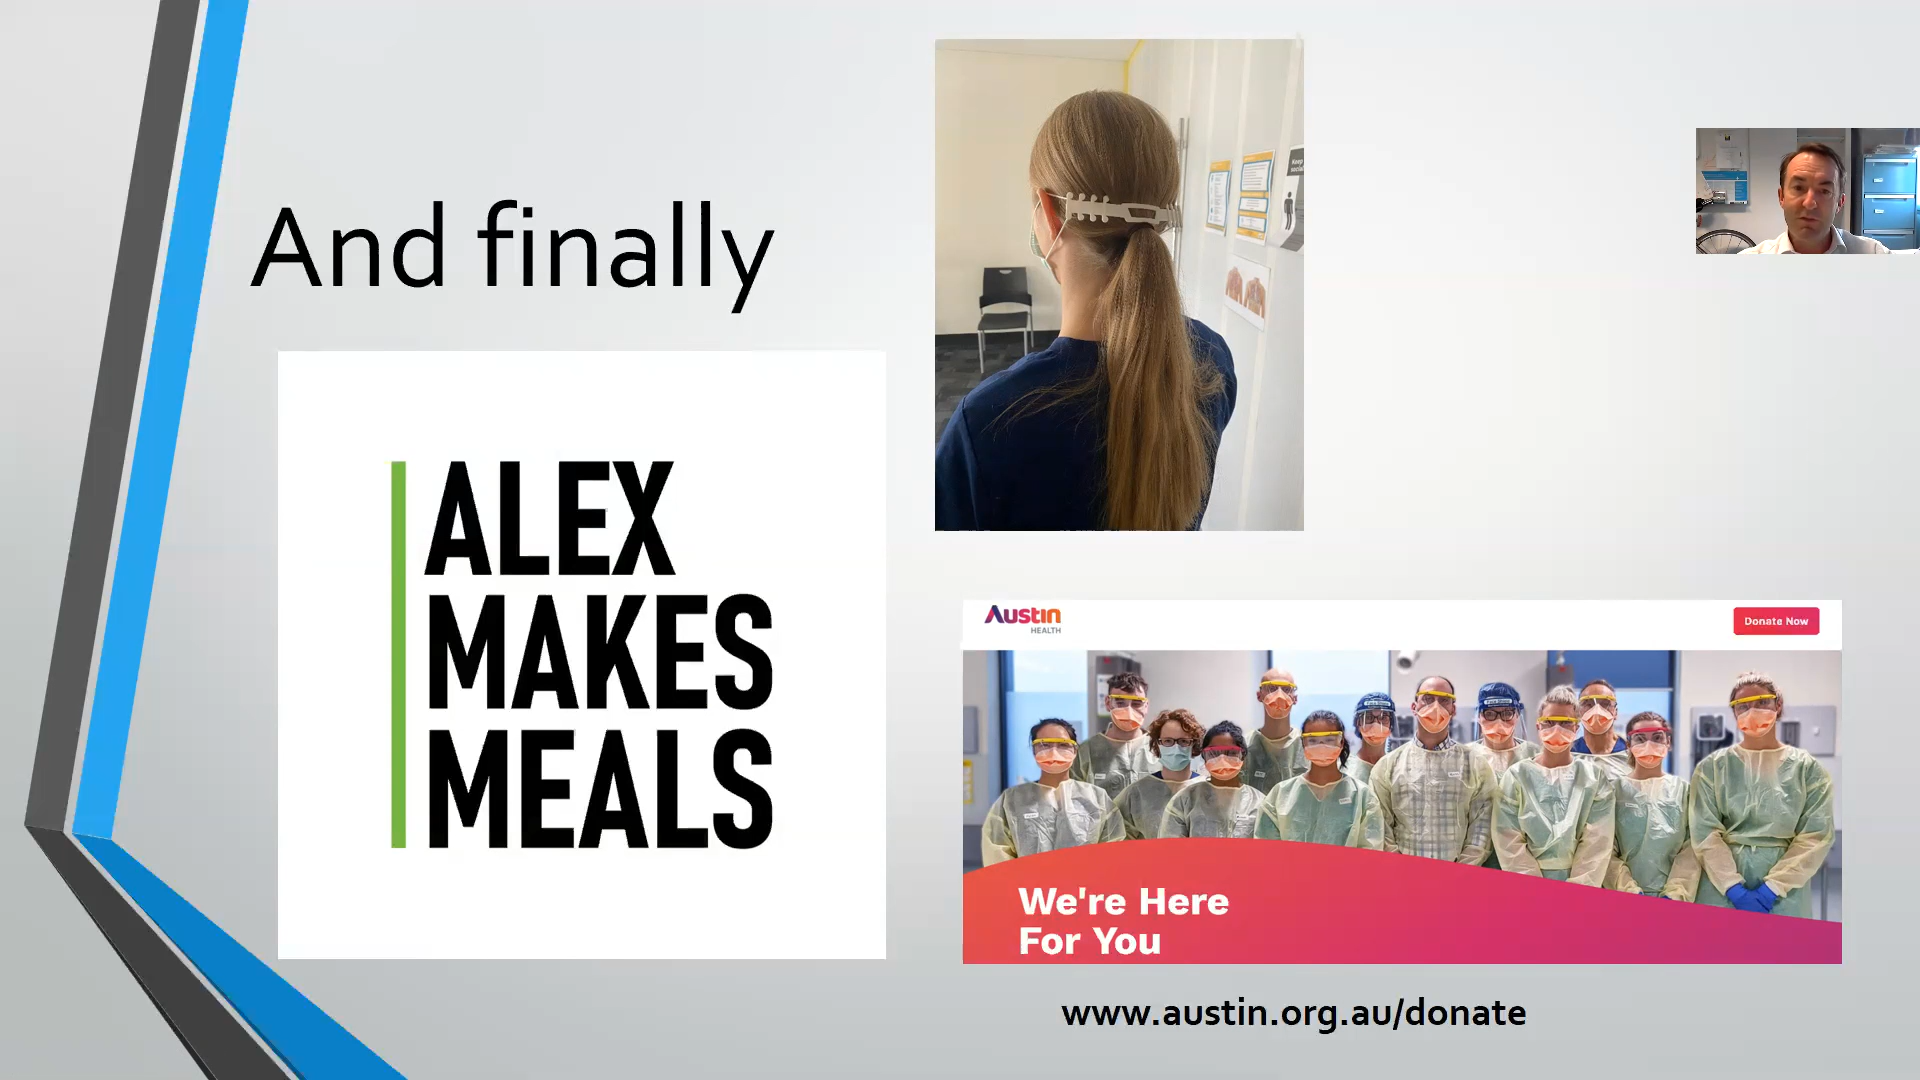 And finally
ALEX
MAKES
MEALS
Austin
HEALTH
Donate Now
We're Here
For You
www.austin.org.au/donate